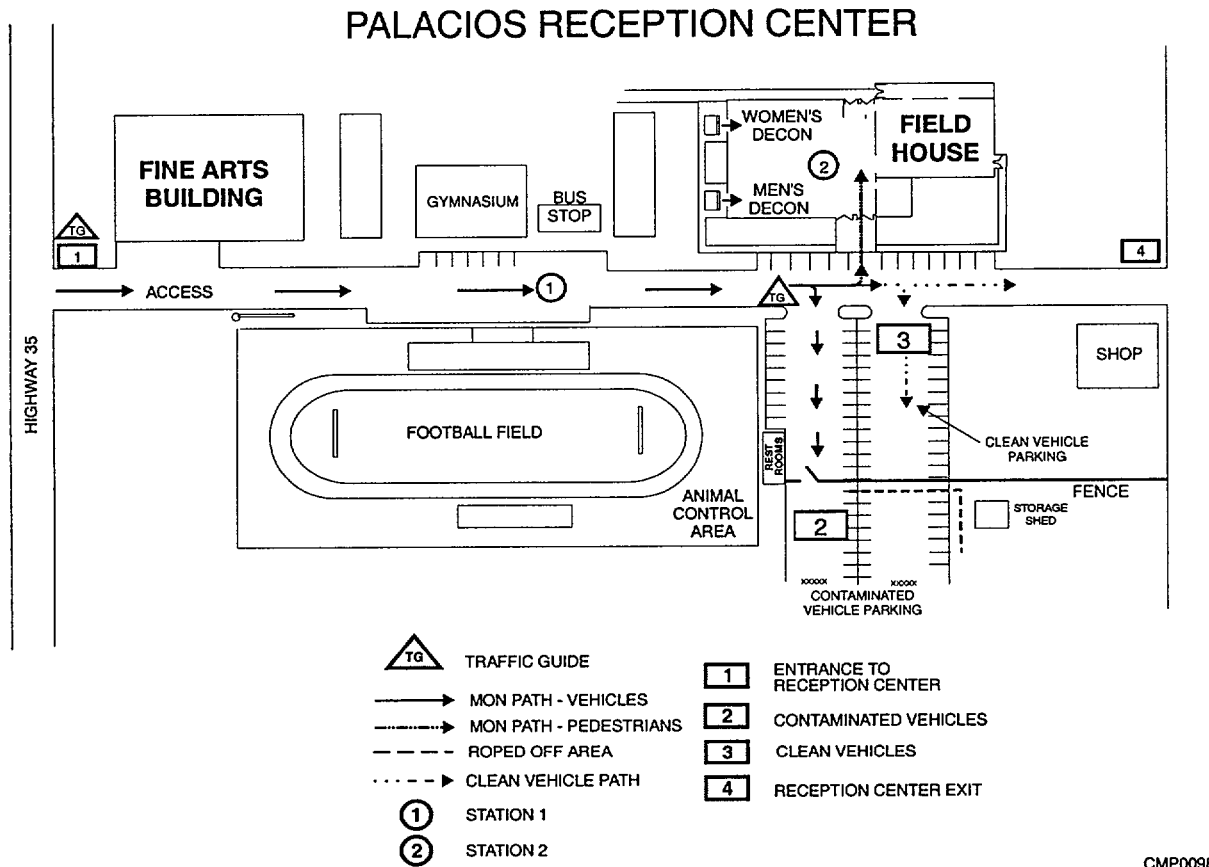 PALACIOS RECEPTION CENTER
WOMEN'S
DECON
FIELD
HOUSE
FINE ARTS
BUILDING
GYMNASIUM
BUS
STOP
2
MEN'S
DECON
TG
1
4
ACCESS
1
TG
HIGHWAY 35
3
SHOP
FOOTBALL FIELD
CLEAN VEHICLE
PARKING
REST
ROOMS
ANIMAL
CONTROL
AREA
FENCE
2
STORAGE
SHED
XXXXX XXXXX
CONTAMINATED
VEHICLE PARKING
TG TRAFFIC GUIDE
MON PATH - VEHICLES
MON PATH - PEDESTRIANS
ROPED OFF AREA
CLEAN VEHICLE PATH
1 STATION 1
2 STATION 2
1 ENTRANCE TO
RECEPTION CENTER
2 CONTAMINATED VEHICLES
3 CLEAN VEHICLES
4 RECEPTION CENTER EXIT